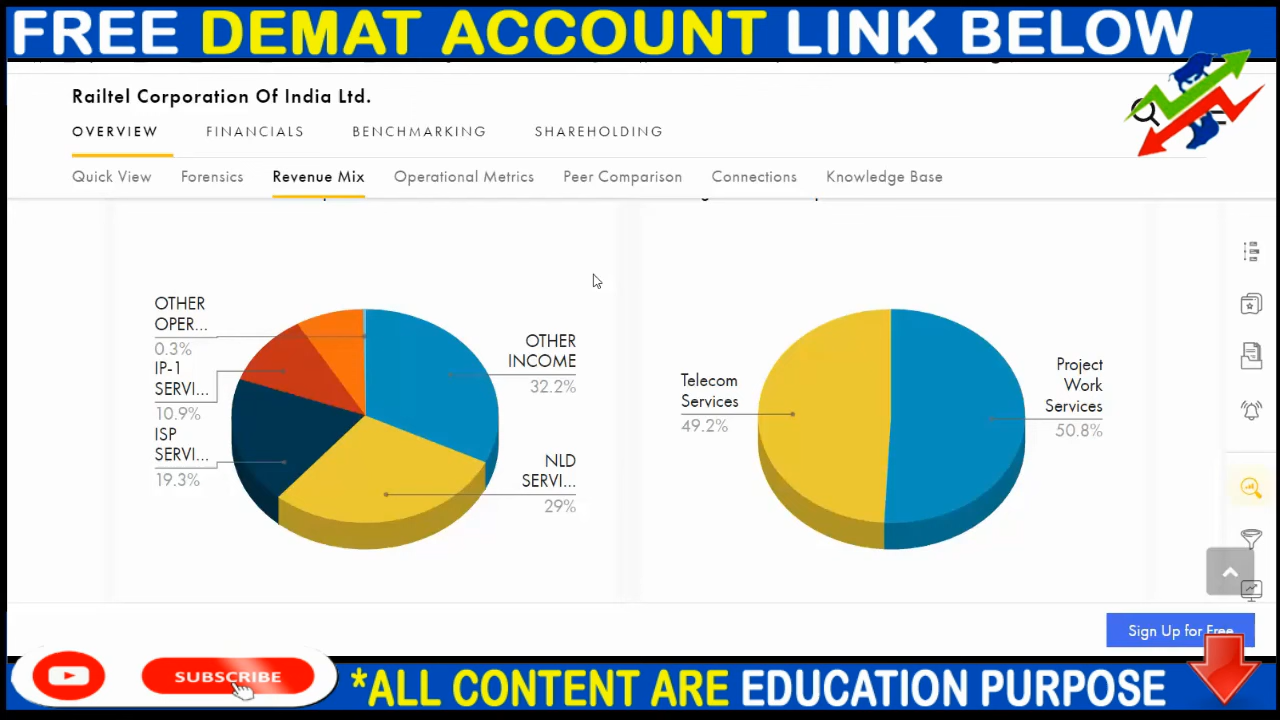 FREE DEMAT ACCOUNT LINK BELOW
Railtel Corporation Of India Ltd.
OVERVIEW FINANCIALS BENCHMARKING SHAREHOLDING
Quick View Forensics Revenue Mix Operational Metrics Peer Comparison Connections Knowledge Base
OTHER
OPER...
0.3%
IP-1
SERVI...
10.9%
ISP
SERVI...
19.3%
OTHER
INCOME
32.2%
NLD
SERVI...
29%
Telecom
Services
49.2%
Project
Work
Services
50.8%
Sign Up for Free
SUBSCRIBE
*ALL CONTENT ARE EDUCATION PURPOSE